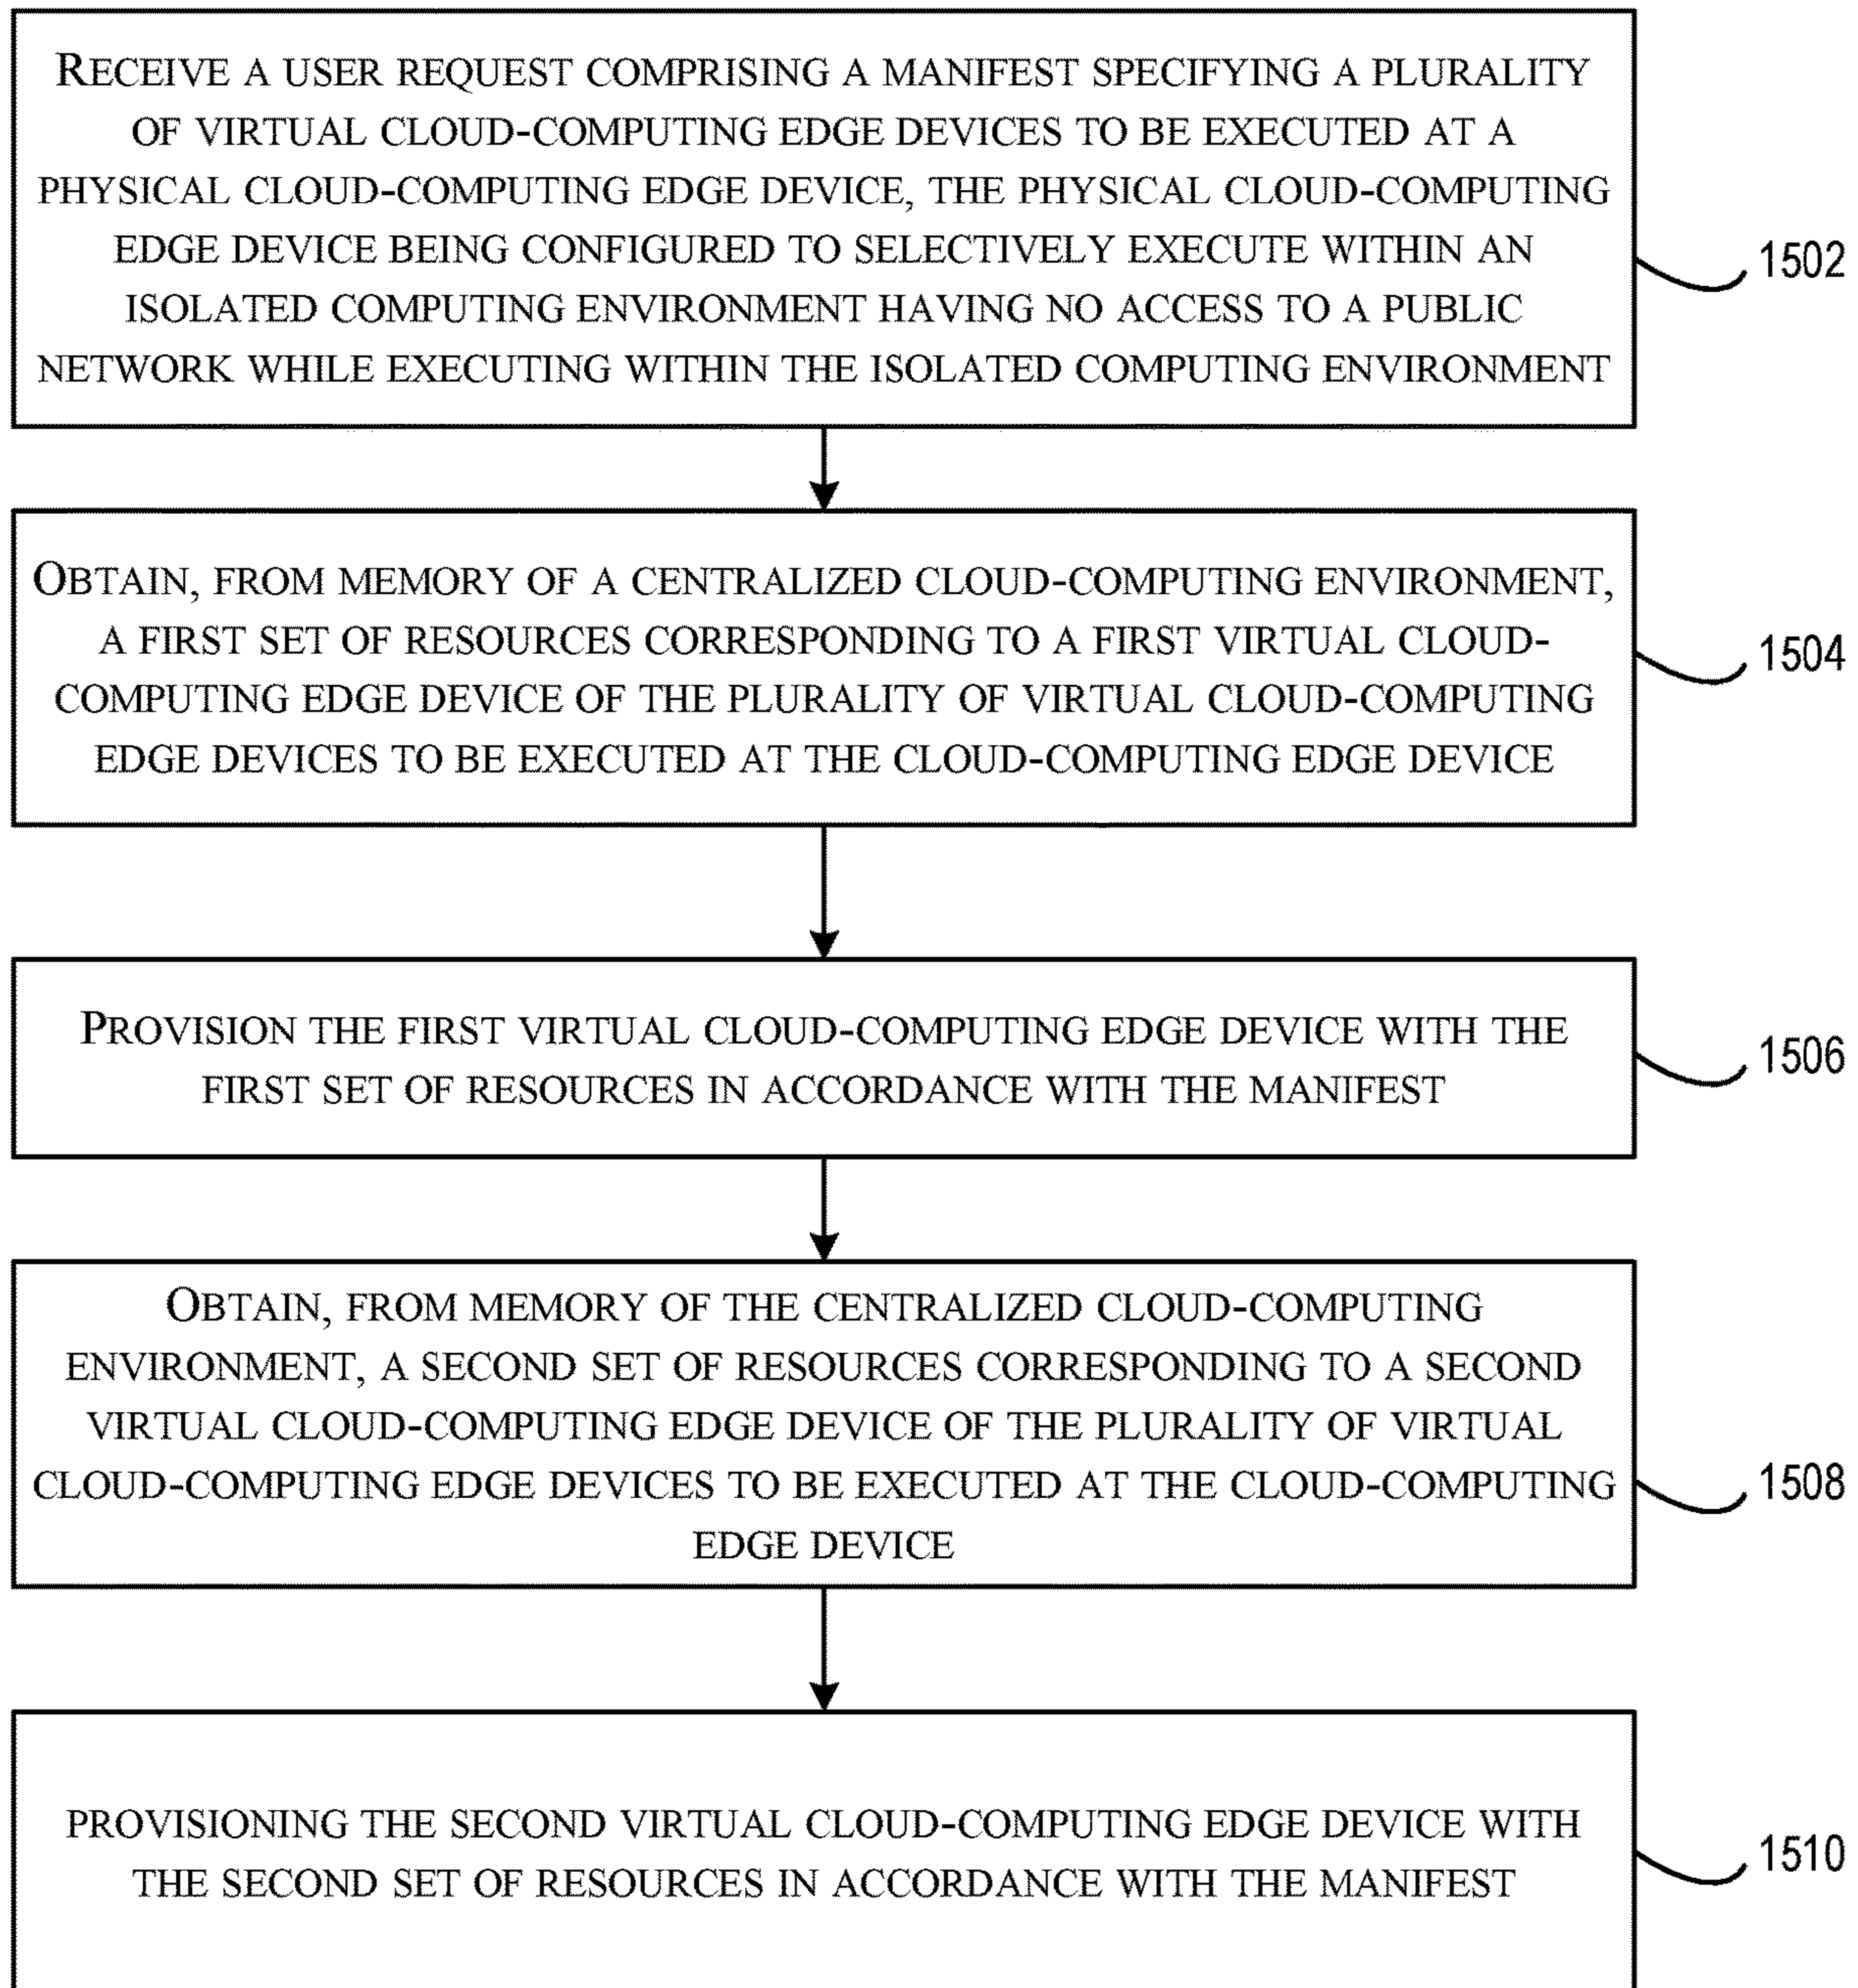 RECEIVE A USER REQUEST COMPRISING A MANIFEST SPECIFYING A PLURALITY
OF VIRTUAL CLOUD-COMPUTING EDGE DEVICES TO BE EXECUTED AT A
PHYSICAL CLOUD-COMPUTING EDGE DEVICE, THE PHYSICAL CLOUD-COMPUTING
EDGE DEVICE BEING CONFIGURED TO SELECTIVELY EXECUTE WITHIN AN
ISOLATED COMPUTING ENVIRONMENT HAVING NO ACCESS TO A PUBLIC
NETWORK WHILE EXECUTING WITHIN THE ISOLATED COMPUTING ENVIRONMENT
1502
OBTAIN, FROM MEMORY OF A CENTRALIZED CLOUD-COMPUTING ENVIRONMENT,
A FIRST SET OF RESOURCES CORRESPONDING TO A FIRST VIRTUAL CLOUD-
COMPUTING EDGE DEVICE OF THE PLURALITY OF VIRTUAL CLOUD-COMPUTING
EDGE DEVICES TO BE EXECUTED AT THE CLOUD-COMPUTING EDGE DEVICE
1504
PROVISION THE FIRST VIRTUAL CLOUD-COMPUTING EDGE DEVICE WITH THE
FIRST SET OF RESOURCES IN ACCORDANCE WITH THE MANIFEST
1506
OBTAIN, FROM MEMORY OF THE CENTRALIZED CLOUD-COMPUTING
ENVIRONMENT, A SECOND SET OF RESOURCES CORRESPONDING TO A SECOND
VIRTUAL CLOUD-COMPUTING EDGE DEVICE OF THE PLURALITY OF VIRTUAL
CLOUD-COMPUTING EDGE DEVICES TO BE EXECUTED AT THE CLOUD-COMPUTING
EDGE DEVICE
1508
PROVISIONING THE SECOND VIRTUAL CLOUD-COMPUTING EDGE DEVICE WITH
THE SECOND SET OF RESOURCES IN ACCORDANCE WITH THE MANIFEST
1510